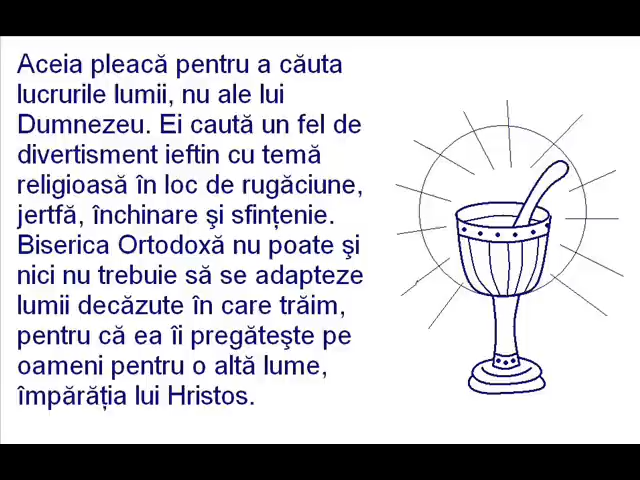 Aceia pleacă pentru a căuta
lucrurile lumii, nu ale lui
Dumnezeu. Ei caută un fel de
divertisment ieftin cu temă
religioasă în loc de rugăciune,
jertfă, închinare şi sfinţenie.
Biserica Ortodoxă nu poate şi
nici nu trebuie să se adapteze
lumii decăzute în care trăim,
pentru că ea îi pregăteşte pe
oameni pentru o altă lume,
împărăţia lui Hristos.